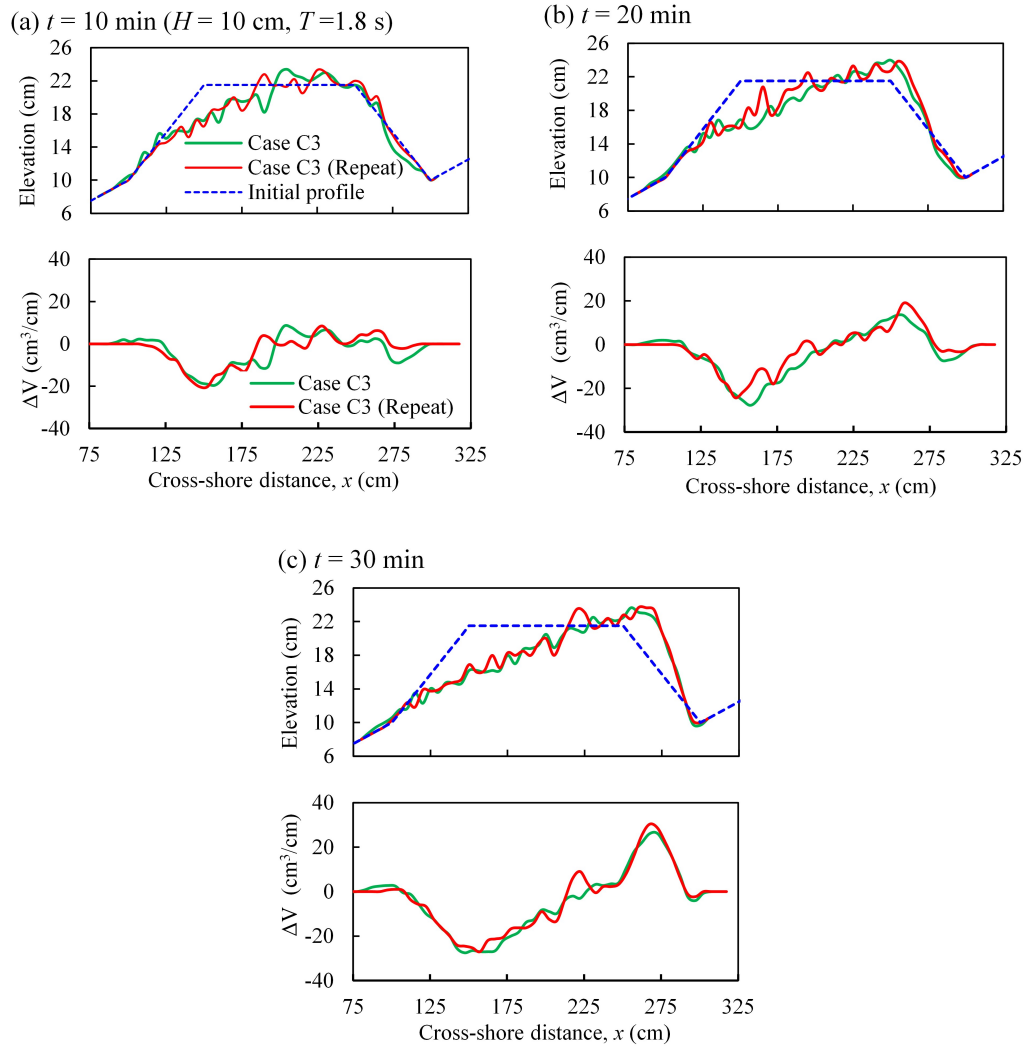 (a) t = 10 min (H = 10 cm, T =1.8 s)
26
22
18
14
10
6
Elevation (cm)
Case C3
Case C3 (Repeat)
Initial profile
40
20
0
-20
-40
ΔV (cm³/cm)
Case C3
Case C3 (Repeat)
75 125 175 225 275 325
Cross-shore distance, x (cm)
(b) t = 20 min
26
22
18
14
10
6
Elevation (cm)
40
20
0
-20
-40
ΔV (cm³/cm)
75 125 175 225 275 325
Cross-shore distance, x (cm)
(c) t = 30 min
26
22
18
14
10
6
Elevation (cm)
40
20
0
-20
-40
ΔV (cm³/cm)
75 125 175 225 275 325
Cross-shore distance, x (cm)